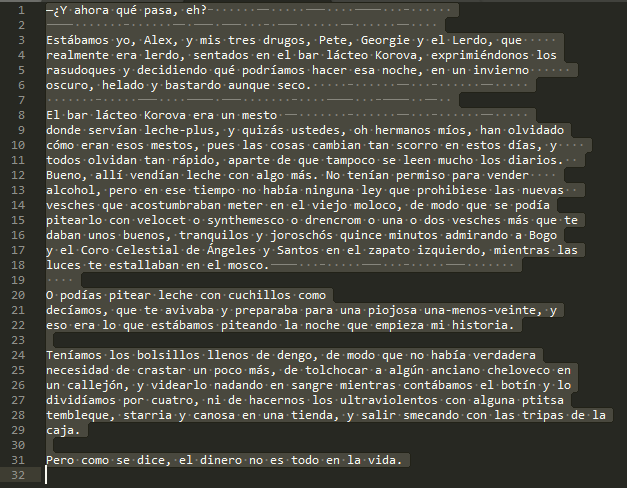 1 —¿Y ahora qué pasa, eh?
2
3 Estábamos yo, Alex, y mis tres drugos, Pete, Georgie y el Lerdo, que
4 realmente era lerdo, sentados en el bar lácteo Korova, exprimiéndonos los
5 rasudoques y decidiendo qué podríamos hacer esa noche, en un invierno
6 oscuro, helado y bastardo aunque seco.
7
8 El bar lácteo Korova era un mesto
9 donde servían leche-plus, y quizás ustedes, oh hermanos míos, han olvidado
10 cómo eran esos mestos, pues las cosas cambian tan scorro en estos días, y
11 todos olvidan tan rápido, aparte de que tampoco se leen mucho los diarios.
12 Bueno, allí vendían leche con algo más. No tenían permiso para vender
13 alcohol, pero en ese tiempo no había ninguna ley que prohibiese las nuevas
14 vesches que acostumbraban meter en el viejo moloco, de modo que se podía
15 pitearlo con velocet o synthemesco o drencrom o una o dos vesches más que te
16 daban unos buenos, tranquilos y joroschós quince minutos admirando a Bogo
17 y el Coro Celestial de Ángeles y Santos en el zapato izquierdo, mientras las
18 luces te estallaban en el mosco.
19
20 O podías pitear leche con cuchillos como
21 decíamos, que te avivaba y preparaba para una piojosa una-menos-veinte, y
22 eso era lo que estábamos piteando la noche que empieza mi historia.
23
24 Teníamos los bolsillos llenos de dengo, de modo que no había verdadera
25 necesidad de crastar un poco más, de tolchocar a algún anciano cheloveco en
26 un callejón, y videarlo nadando en sangre mientras contábamos el botín y lo
27 dividíamos por cuatro, ni de hacernos los ultraviolentos con alguna ptitsa
28 tembleque, starria y canosa en una tienda, y salir smecando con las tripas de la
29 caja.
30
31 Pero como se dice, el dinero no es todo en la vida.
32